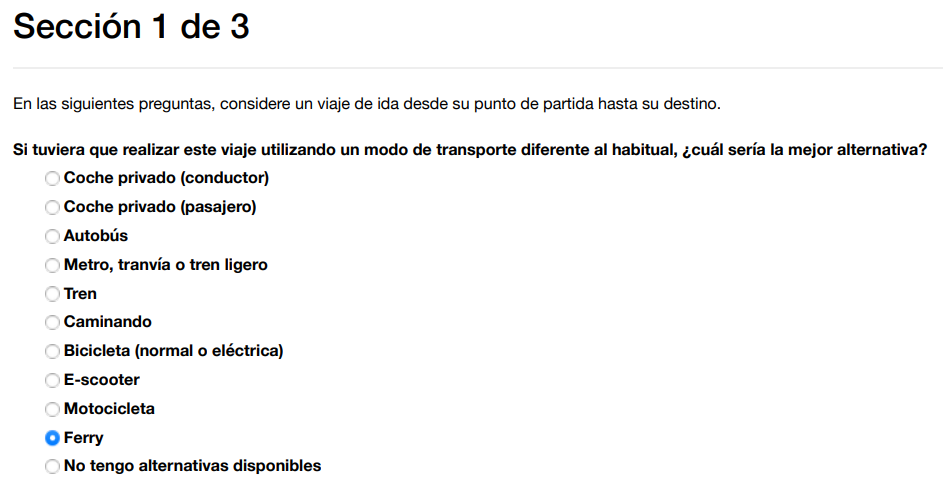 Sección 1 de 3
En las siguientes preguntas, considere un viaje de ida desde su punto de partida hasta su destino.
Si tuviera que realizar este viaje utilizando un modo de transporte diferente al habitual, ¿cuál sería la mejor alternativa?
Coche privado (conductor)
Coche privado (pasajero)
Autobús
Metro, tranvía o tren ligero
Tren
Caminando
Bicicleta (normal o eléctrica)
E-scooter
Motocicleta
Ferry
No tengo alternativas disponibles